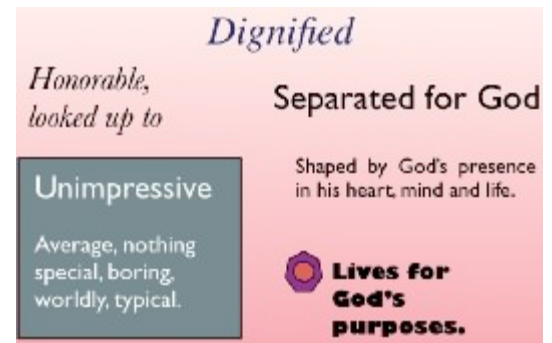 Dignified
Honorable,
looked up to
Separated for God
Shaped by God's presence
in his heart, mind and life.
Unimpressive
Average, nothing
special, boring,
worldly, typical.
Lives for
God's
purposes.